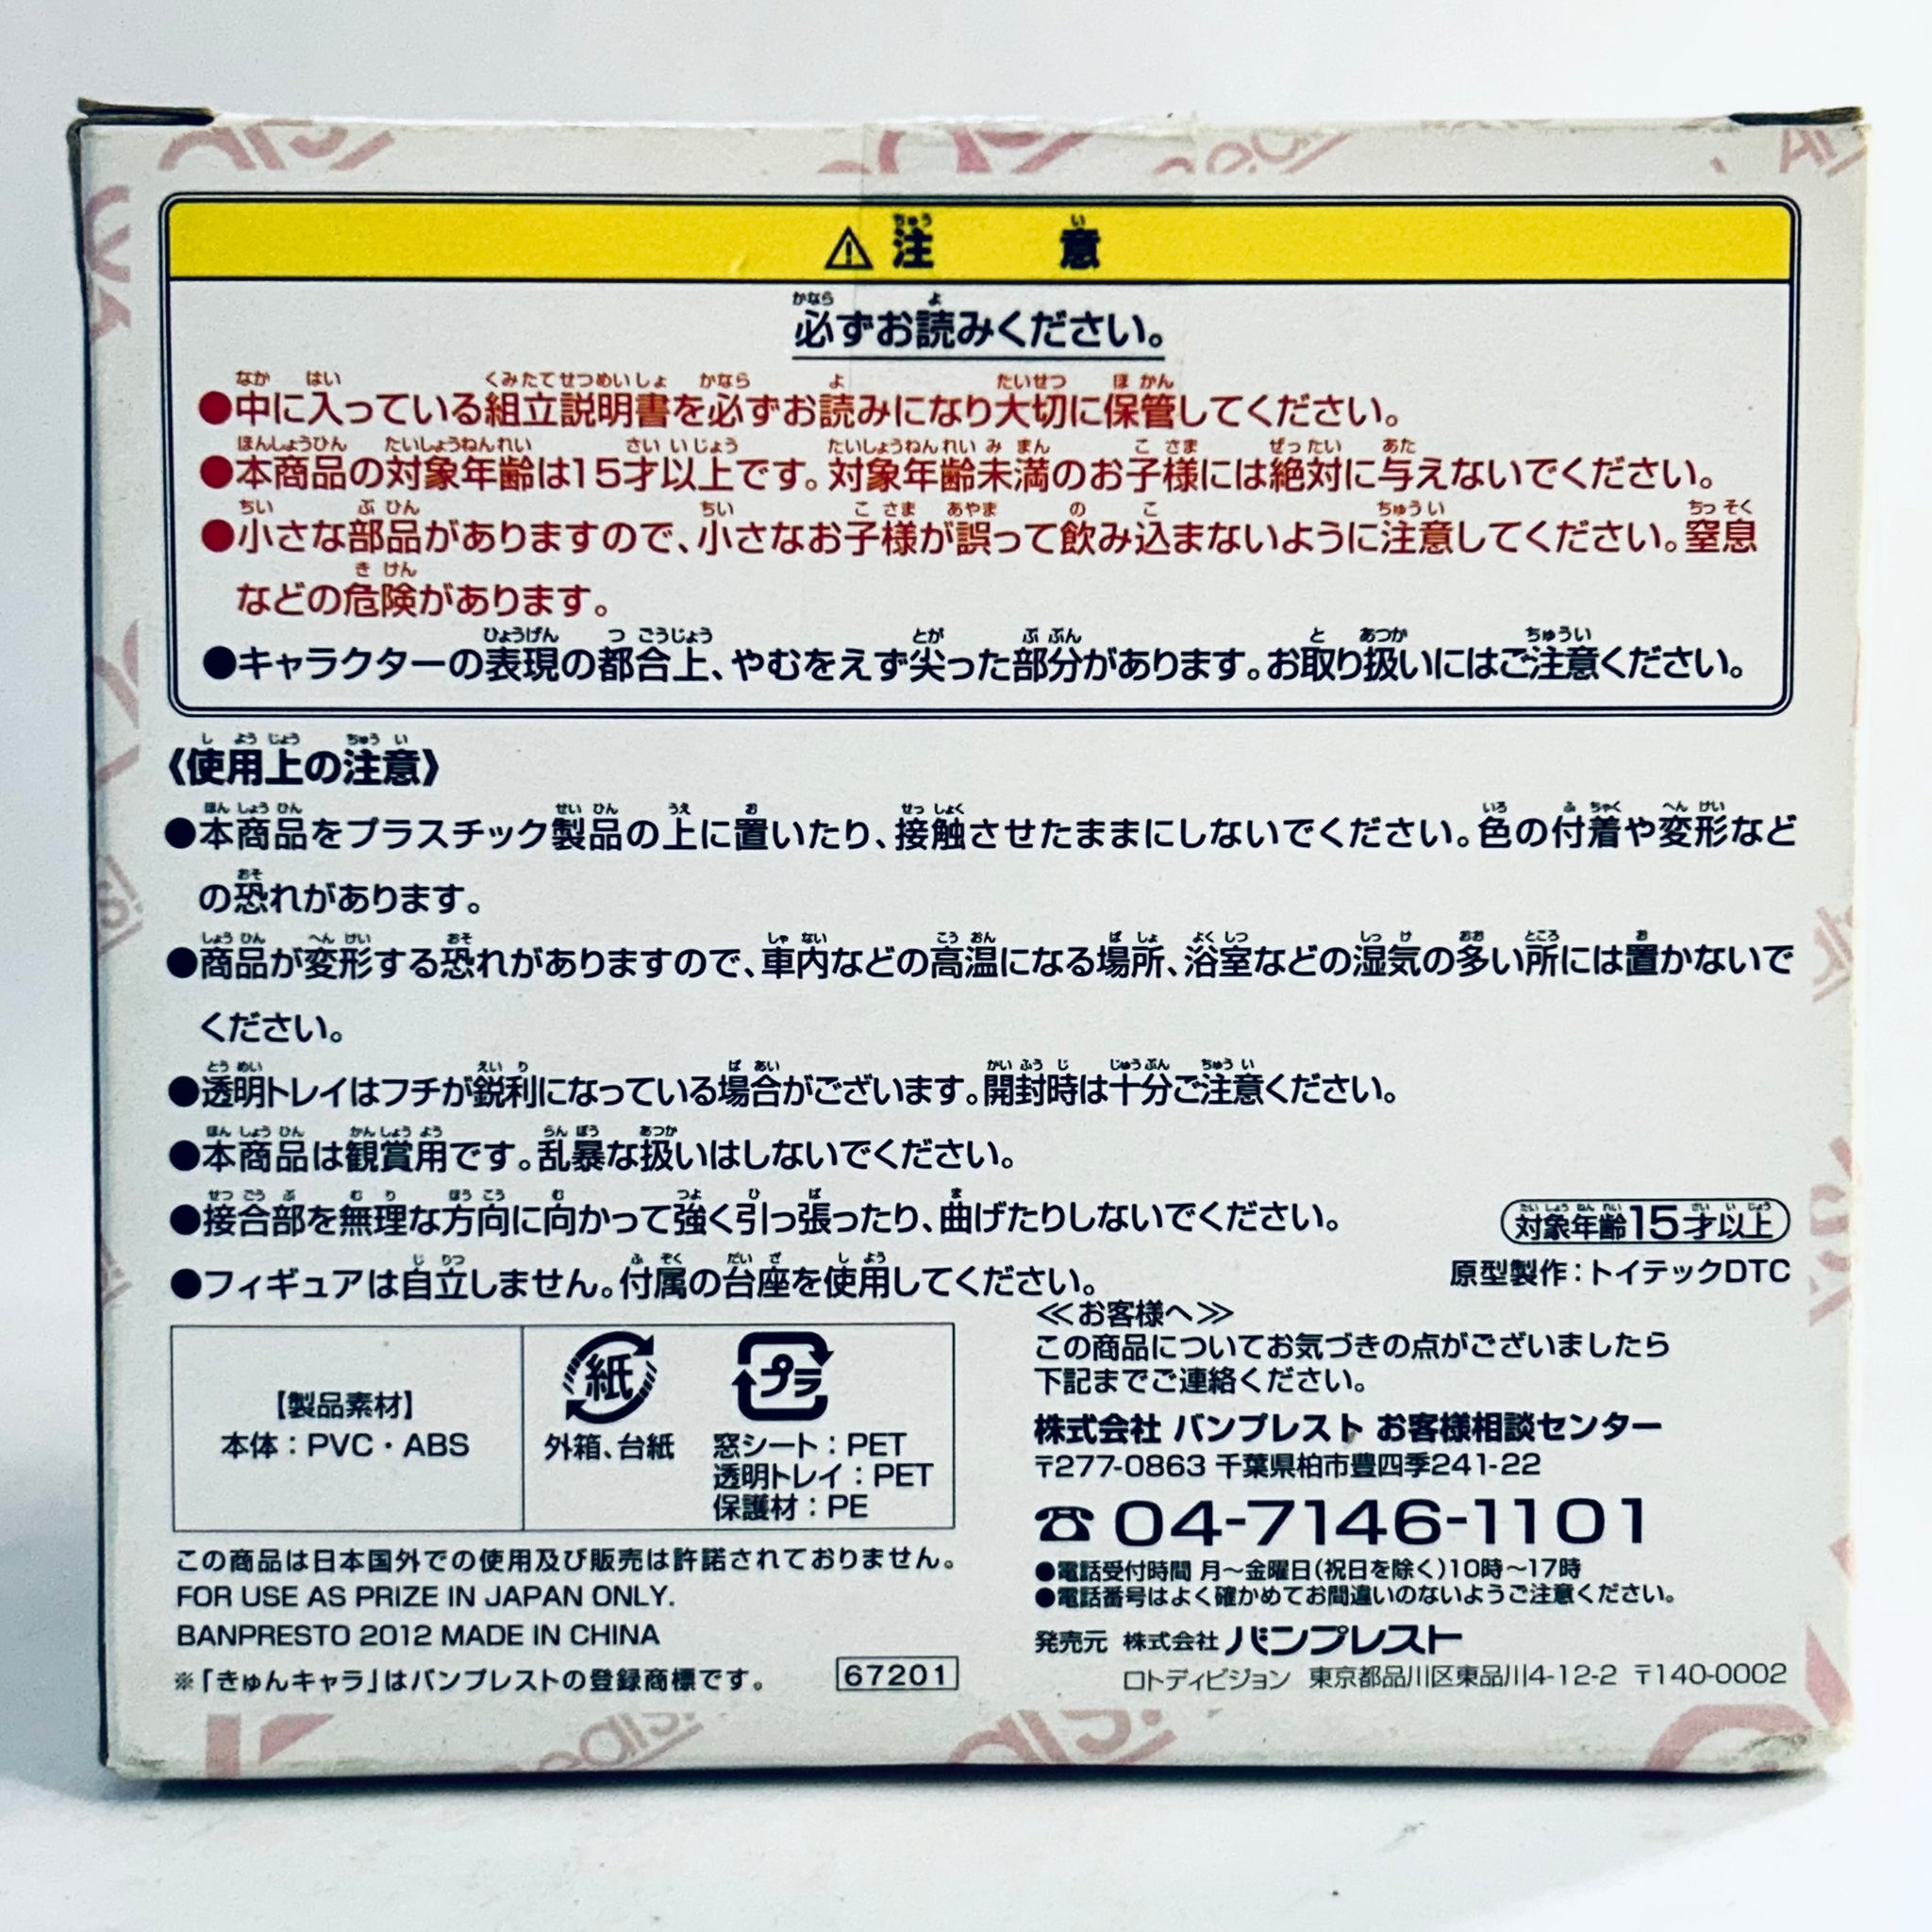 ⚠注意
必ずお読みください。
●中に入っている組立説明書を必ずお読みになり大切に保管してください。
●本商品の対象年齢は15才以上です。対象年齢未満のお子様には絶対に与えないでください。
●小さな部品がありますので、小さなお子様が誤って飲み込まないように注意してください。窒息
などの危険があります。
●キャラクターの表現の都合上、やむをえず尖った部分があります。お取り扱いにはご注意ください。
《使用上の注意》
●本商品をプラスチック製品の上に置いたり、接触させたままにしないでください。色の付着や変形など
の恐れがあります。
●商品が変形する恐れがありますので、車内などの高温になる場所、浴室などの湿気の多い所には置かないで
ください。
●透明トレイはフチが鋭利になっている場合がございます。開封時は十分ご注意ください。
●本商品は観賞用です。乱暴な扱いはしないでください。
●接合部を無理な方向に向かって強く引っ張ったり、曲げたりしないでください。
●フィギュアは自立しません。付属の台座を使用してください。
対象年齢15才以上
原型製作：トイテックDTC
【製品素材】
本体：PVC・ABS
紙
外箱、台紙
プラ
窓シート：PET
透明トレイ：PET
保護材：PE
この商品は日本国外での使用及び販売は許諾されておりません。
FOR USE AS PRIZE IN JAPAN ONLY.
BANPRESTO 2012 MADE IN CHINA
※「きゅんキャラ」はバンプレストの登録商標です。
67201
≪お客様へ≫
この商品についてお気づきの点がございましたら
下記までご連絡ください。
株式会社 バンプレスト お客様相談センター
〒277-0863 千葉県柏市豊四季241-22
☎04-7146-1101
●電話受付時間 月～金曜日(祝日を除く)10時～17時
●電話番号はよく確かめてお間違いのないようご注意ください。
発売元 株式会社 バンプレスト
ロトディビジョン 東京都品川区東品川4-12-2 〒140-0002